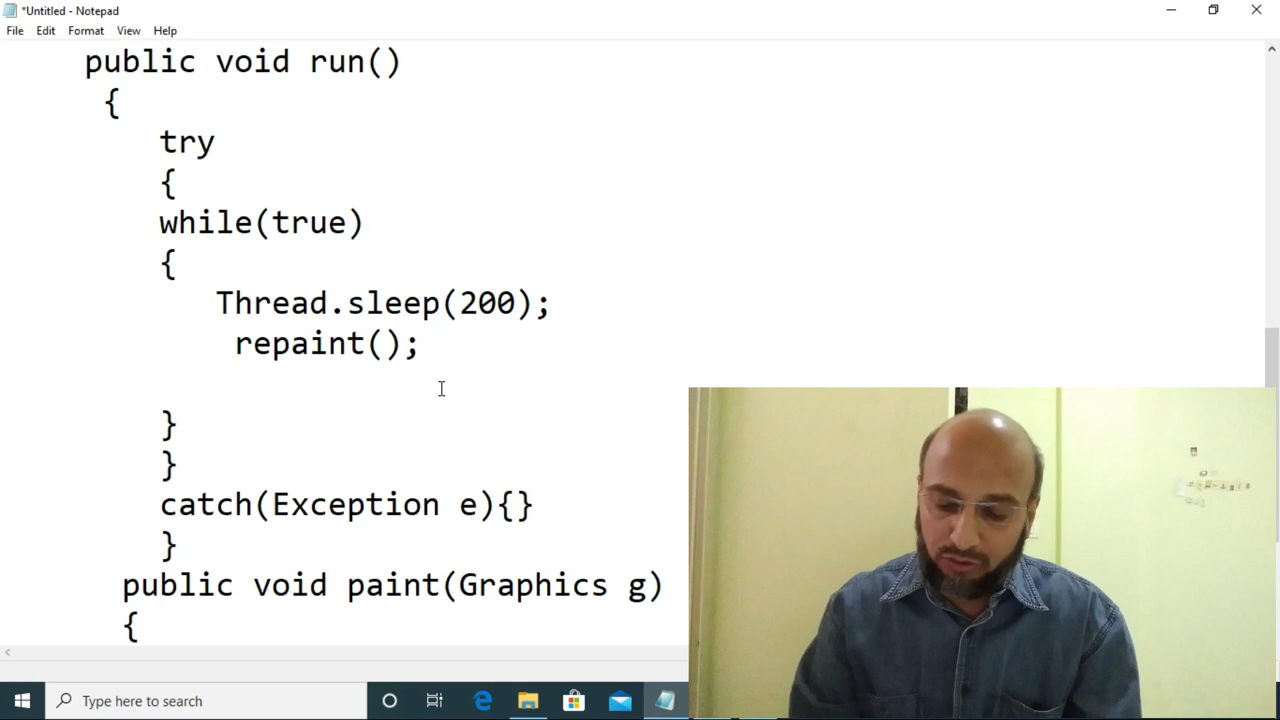 *Untitled - Notepad
File Edit Format View Help
public void run()
{
try
{
while(true)
{
Thread.sleep(200);
repaint();
}
}
catch(Exception e){}
}
public void paint(Graphics g)
{
Type here to search